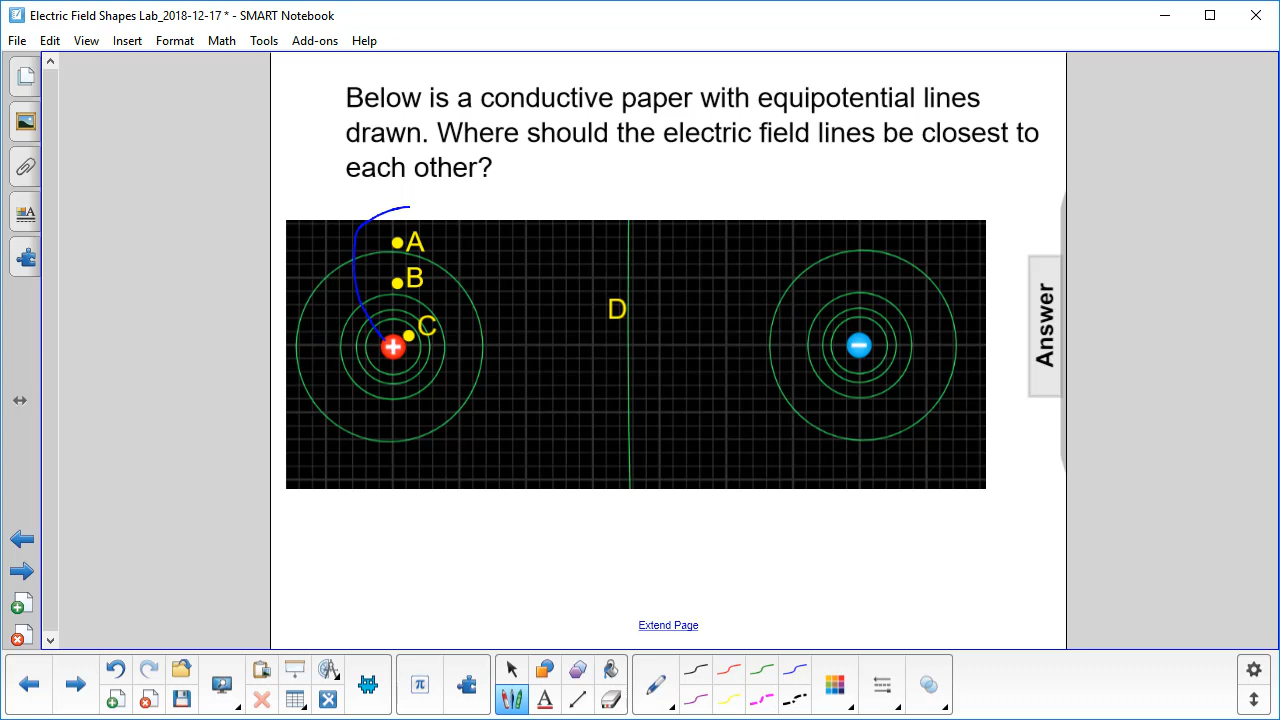 Electric Field Shapes Lab_2018-12-17 * - SMART Notebook
File Edit View Insert Format Math Tools Add-ons Help
Below is a conductive paper with equipotential lines
drawn. Where should the electric field lines be closest to
each other?
A
B
C
D
Answer
Extend Page
π
A